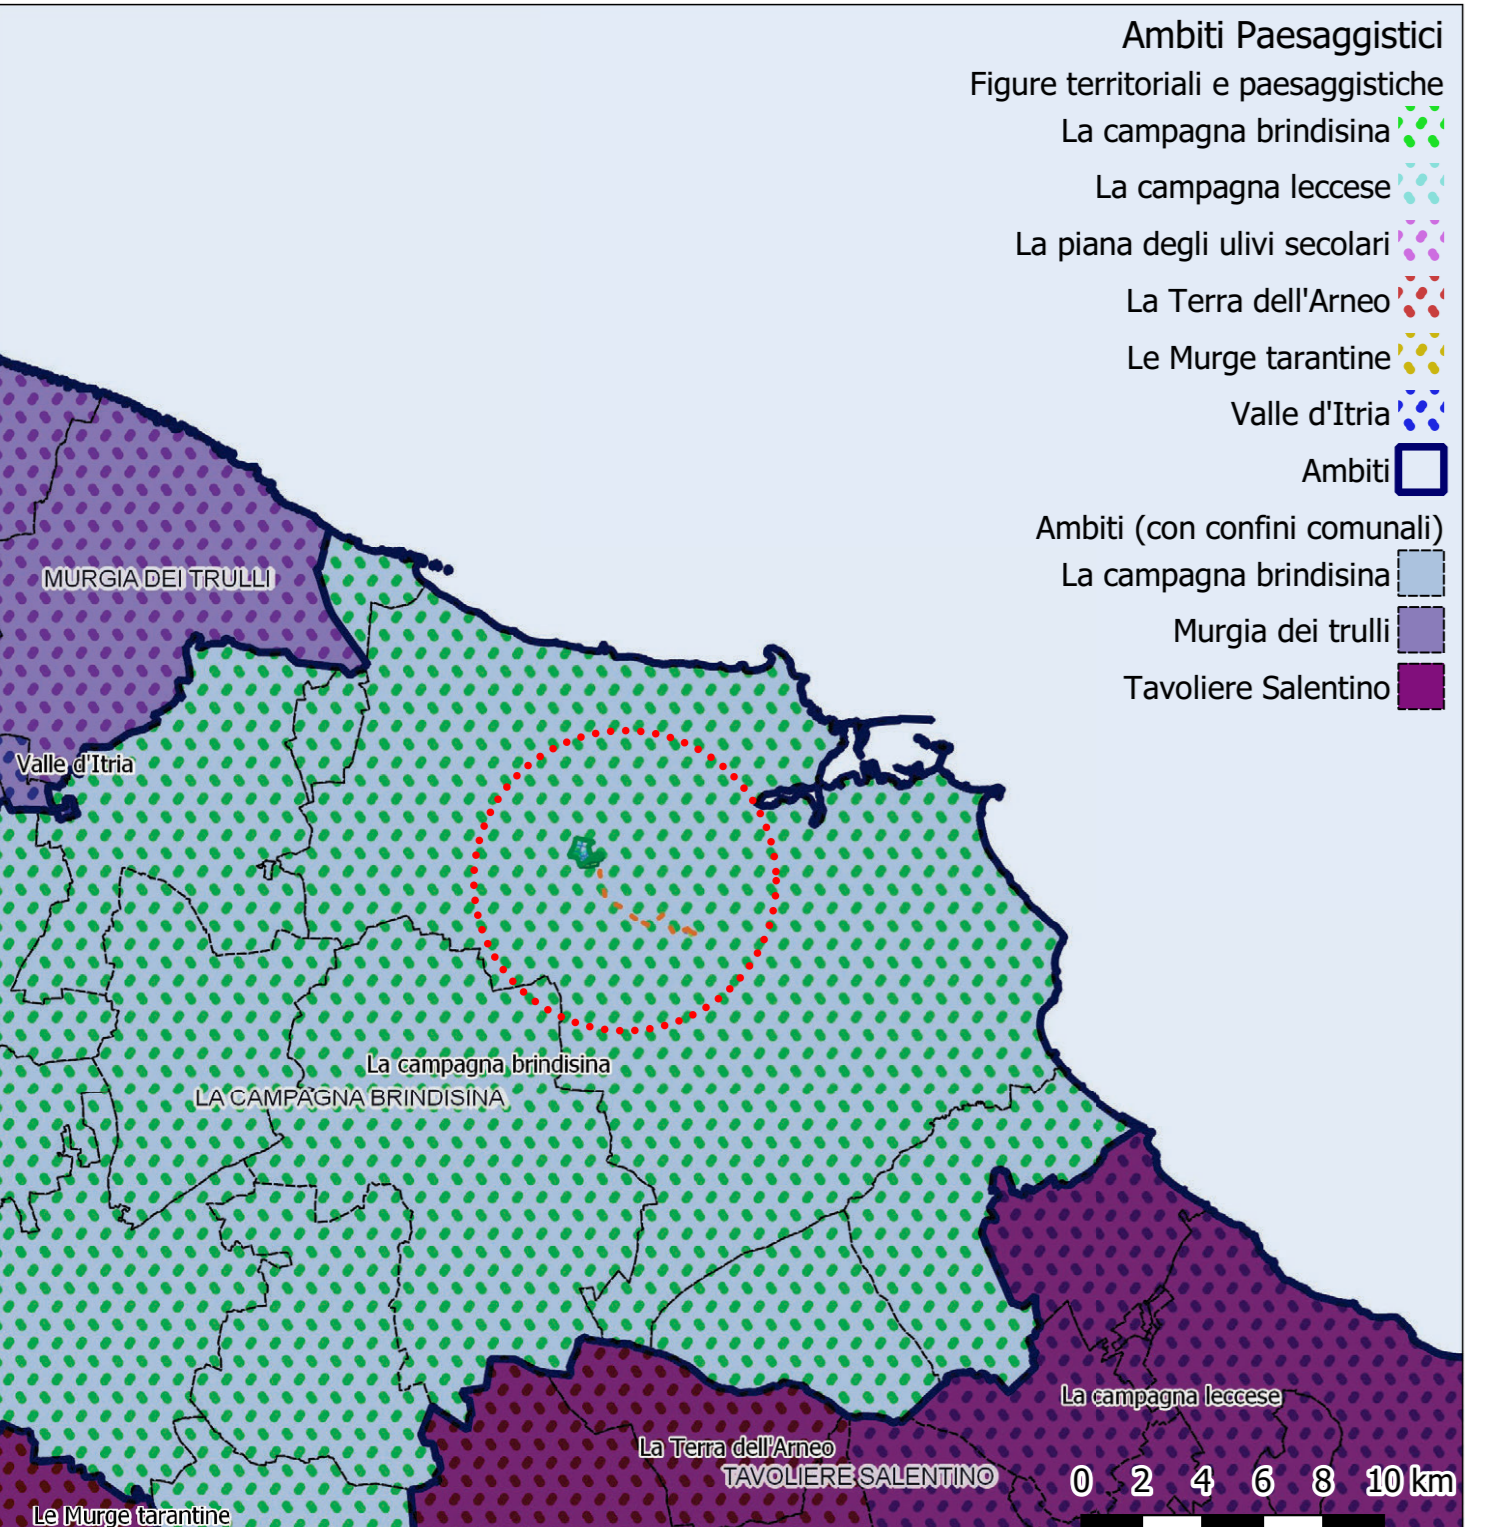 Ambiti Paesaggistici
Figure territoriali e paesaggistiche
La campagna brindisina
La campagna leccese
La piana degli ulivi secolari
La Terra dell'Arneo
Le Murge tarantine
Valle d'Itria
Ambiti
Ambiti (con confini comunali)
La campagna brindisina
Murgia dei trulli
Tavoliere Salentino
MURGIA DEI TRULLI
Valle d'Itria
La campagna brindisina
LA CAMPAGNA BRINDISINA
La campagna leccese
La Terra dell'Arneo
TAVOLIERE SALENTINO
0 2 4 6 8 10 km
Le Murge tarantine